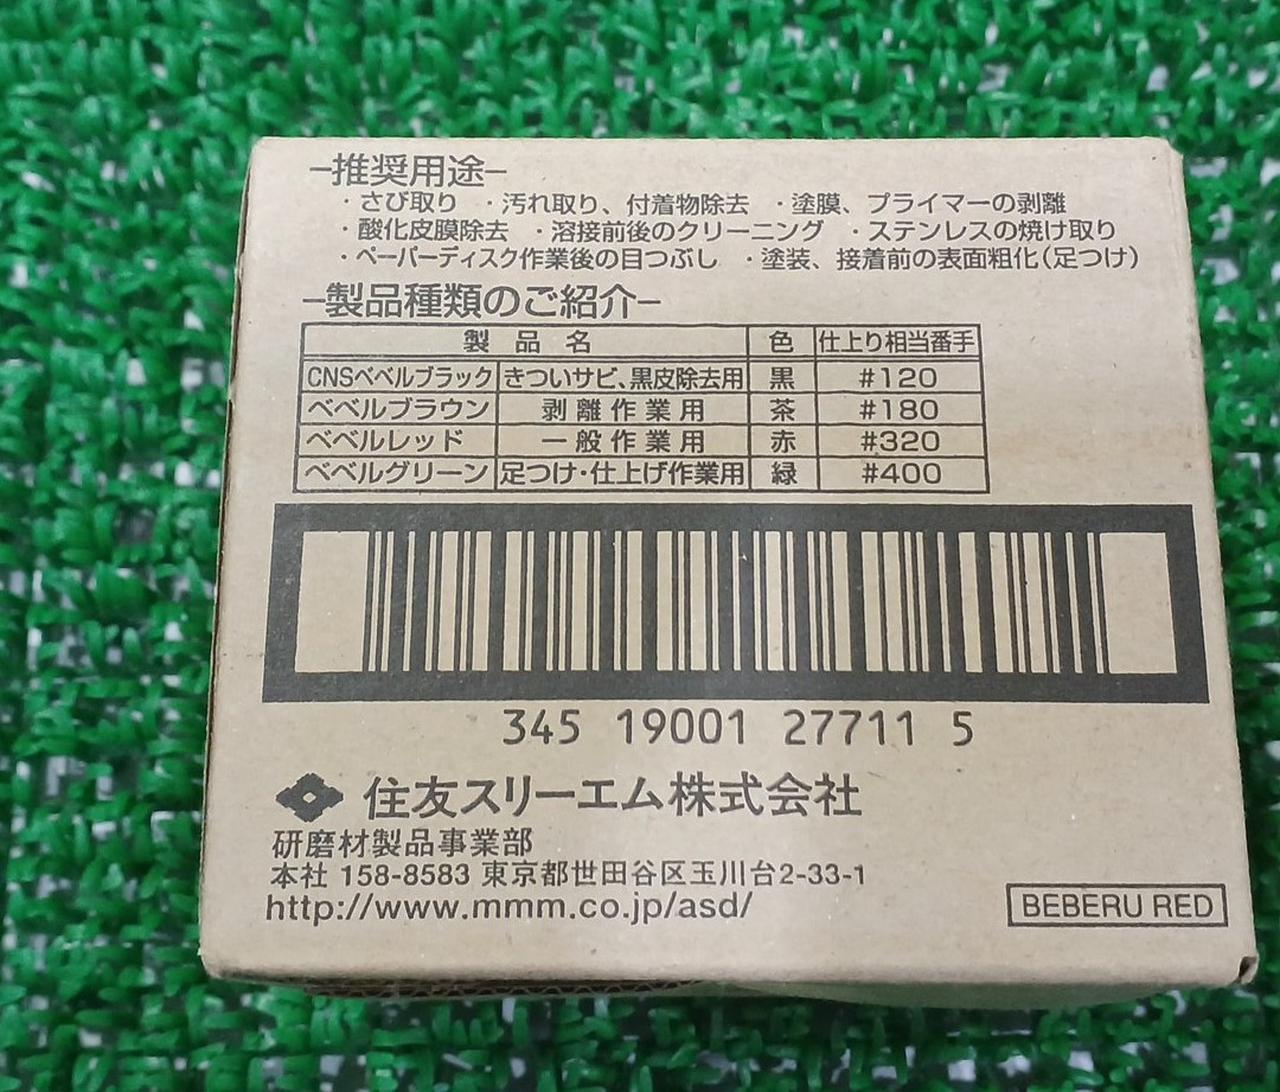 −推奨用途−
・さび取り ・汚れ取り、付着物除去 ・塗膜、プライマーの剥離
・酸化皮膜除去 ・溶接前後のクリーニング ・ステンレスの焼け取り
・ペーパーディスク作業後の目つぶし ・塗装、接着前の表面粗化(足つけ)
−製品種類のご紹介−
製品名 色 仕上り相当番手
CNSベベルブラック きついサビ、黒皮除去用 黒 #120
ベベルブラウン 剥離作業用 茶 #180
ベベルレッド 一般作業用 赤 #320
ベベルグリーン 足つけ・仕上げ作業用 緑 #400
345 19001 27711 5
住友スリーエム株式会社
研磨材製品事業部
本社 158-8583 東京都世田谷区玉川台2-33-1
http://www.mmm.co.jp/asd/
BEBERU RED